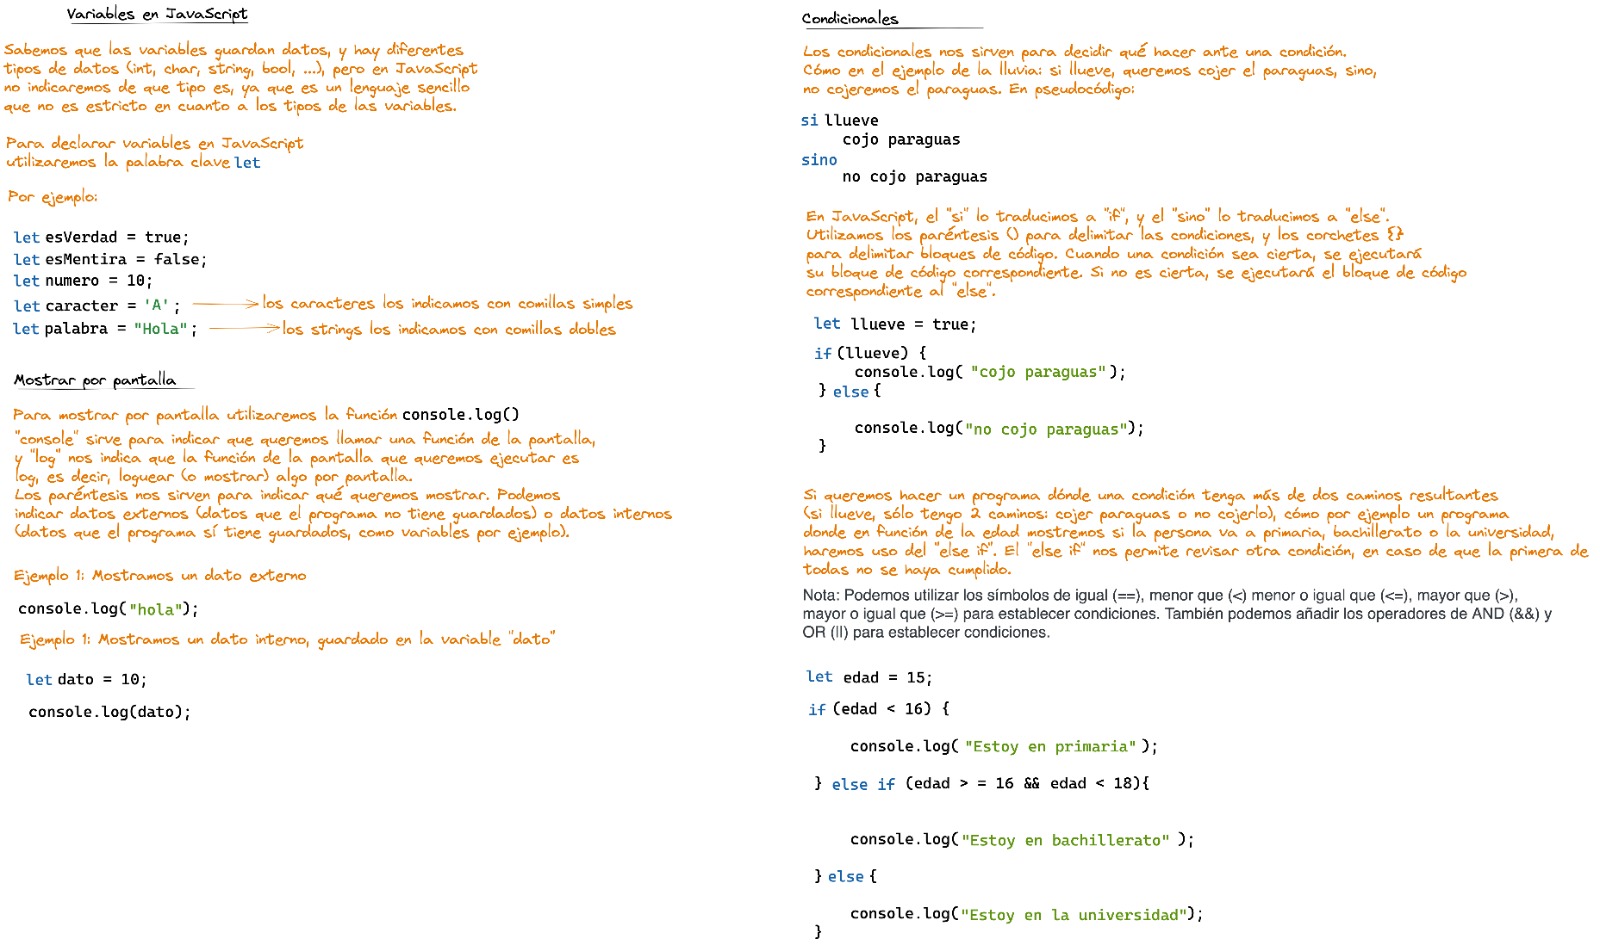 Variables en JavaScript
Sabemos que las variables guardan datos, y hay diferentes
tipos de datos (int, char, string, bool, ...), pero en JavaScript
no indicaremos de que tipo es, ya que es un lenguaje sencillo
que no es estricto en cuanto a los tipos de las variables.
Para declarar variables en JavaScript
utilizaremos la palabra clave let
Por ejemplo:
let esVerdad = true;
let esMentira = false;
let numero = 10;
let caracter = 'A'; los caracteres los indicamos con comillas simples
let palabra = "Hola"; los strings los indicamos con comillas dobles
Mostrar por pantalla
Para mostrar por pantalla utilizaremos la función console.log()
"console" sirve para indicar que queremos llamar una función de la pantalla,
y "log" nos indica que la función de la pantalla que queremos ejecutar es
log, es decir, loguear (o mostrar) algo por pantalla.
Los paréntesis nos sirven para indicar qué queremos mostrar. Podemos
indicar datos externos (datos que el programa no tiene guardados) o datos internos
(datos que el programa sí tiene guardados, como variables por ejemplo).
Ejemplo 1: Mostramos un dato externo
console.log("hola");
Ejemplo 1: Mostramos un dato interno, guardado en la variable "dato"
let dato = 10;
console.log(dato);
Condicionales
Los condicionales nos sirven para decidir qué hacer ante una condición.
Cómo en el ejemplo de la lluvia: si llueve, queremos cojer el paraguas, sino,
no cojeremos el paraguas. En pseudocódigo:
si llueve
cojo paraguas
sino
no cojo paraguas
En JavaScript, el "si" lo traducimos a "if", y el "sino" lo traducimos a "else".
Utilizamos los paréntesis () para delimitar las condiciones, y los corchetes {}
para delimitar bloques de código. Cuando una condición sea cierta, se ejecutará
su bloque de código correspondiente. Si no es cierta, se ejecutará el bloque de código
correspondiente al "else".
let llueve = true;
if (llueve) {
console.log( "cojo paraguas");
} else {
console.log("no cojo paraguas");
}
Si queremos hacer un programa dónde una condición tenga más de dos caminos resultantes
(si llueve, sólo tengo 2 caminos: cojer paraguas o no cojerlo), cómo por ejemplo un programa
donde en función de la edad mostremos si la persona va a primaria, bachillerato o la universidad,
haremos uso del "else if". El "else if" nos permite revisar otra condición, en caso de que la primera de
todas no se haya cumplido.
Nota: Podemos utilizar los símbolos de igual (==), menor que (<) menor o igual que (<=), mayor que (>),
mayor o igual que (>=) para establecer condiciones. También podemos añadir los operadores de AND (&&) y
OR (||) para establecer condiciones.
let edad = 15;
if (edad < 16) {
console.log( "Estoy en primaria" );
} else if (edad > = 16 && edad < 18){
console.log("Estoy en bachillerato" );
} else {
console.log("Estoy en la universidad");
}